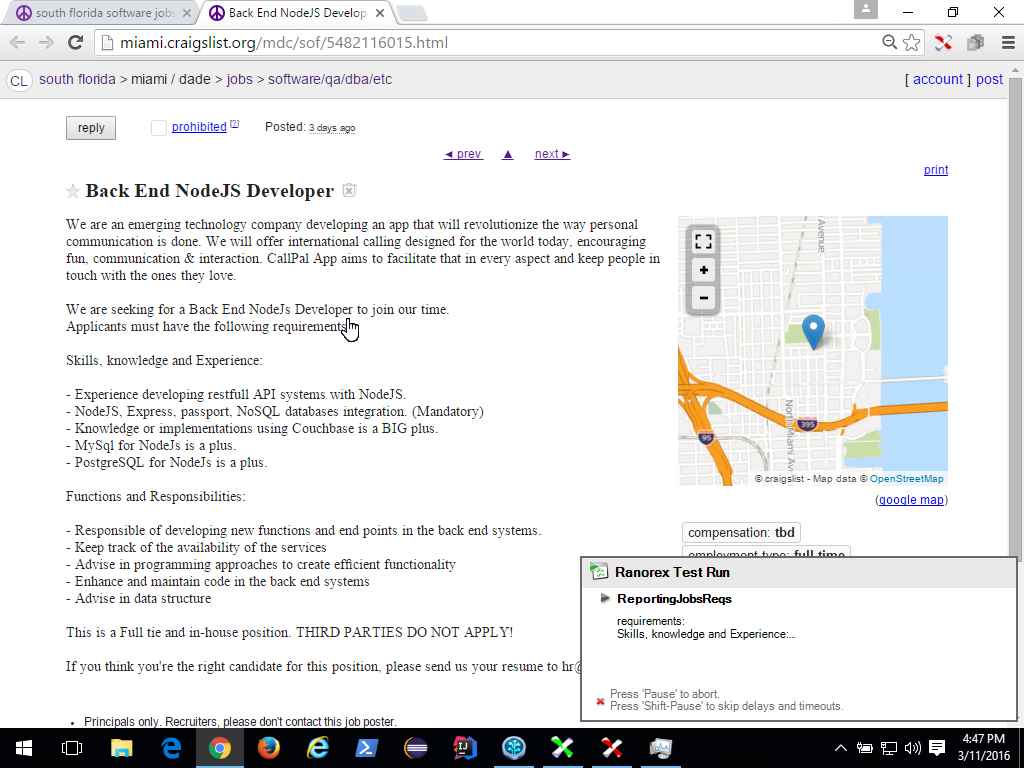 south florida software jobs
Back End NodeJS Develop
miami.craigslist.org/mdc/sof/5482116015.html
CL south florida > miami / dade > jobs > software/qa/dba/etc
[ account ] post
reply prohibited [?] Posted: 3 days ago
◄ prev ▲ next ►
print
Back End NodeJS Developer
We are an emerging technology company developing an app that will revolutionize the way personal
communication is done. We will offer international calling designed for the world today, encouraging
fun, communication & interaction. CallPal App aims to facilitate that in every aspect and keep people in
touch with the ones they love.
We are seeking for a Back End NodeJs Developer to join our time.
Applicants must have the following requirements
Skills, knowledge and Experience:
- Experience developing restfull API systems with NodeJS.
- NodeJS, Express, passport, NoSQL databases integration. (Mandatory)
- Knowledge or implementations using Couchbase is a BIG plus.
- MySql for NodeJs is a plus.
- PostgreSQL for NodeJs is a plus.
Functions and Responsibilities:
- Responsible of developing new functions and end points in the back end systems.
- Keep track of the availability of the services
- Advise in programming approaches to create efficient functionality
- Enhance and maintain code in the back end systems
- Advise in data structure
This is a Full tie and in-house position. THIRD PARTIES DO NOT APPLY!
If you think you're the right candidate for this position, please send us your resume to hr@
• Principals only. Recruiters, please don't contact this job poster.
Avenue
+
−
North Miami Av
95
395
© craigslist - Map data © OpenStreetMap
(google map)
compensation: tbd
employment type: full-time
Ranorex Test Run
ReportingJobsReqs
requirements:
Skills, knowledge and Experience:...
Press 'Pause' to abort.
Press 'Shift-Pause' to skip delays and timeouts.
4:47 PM
3/11/2016